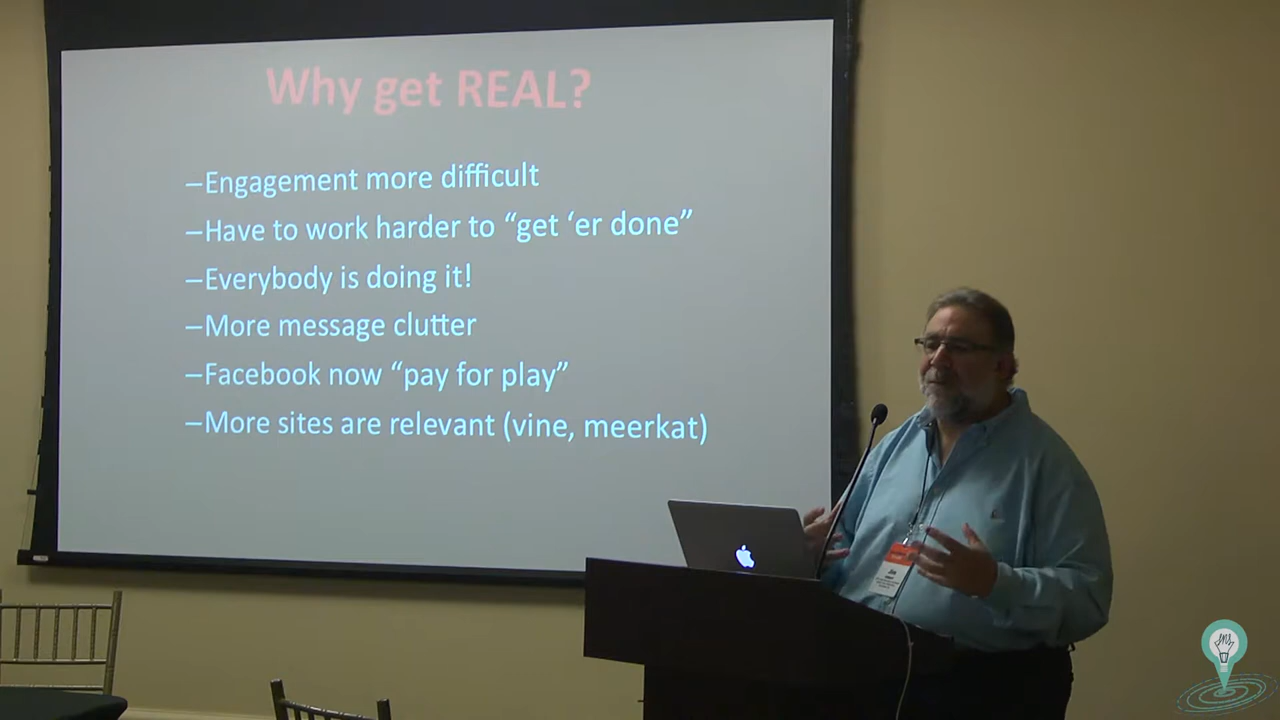 Why get REAL?
–Engagement more difficult
–Have to work harder to “get ‘er done”
–Everybody is doing it!
–More message clutter
–Facebook now “pay for play”
–More sites are relevant (vine, meerkat)
Jim